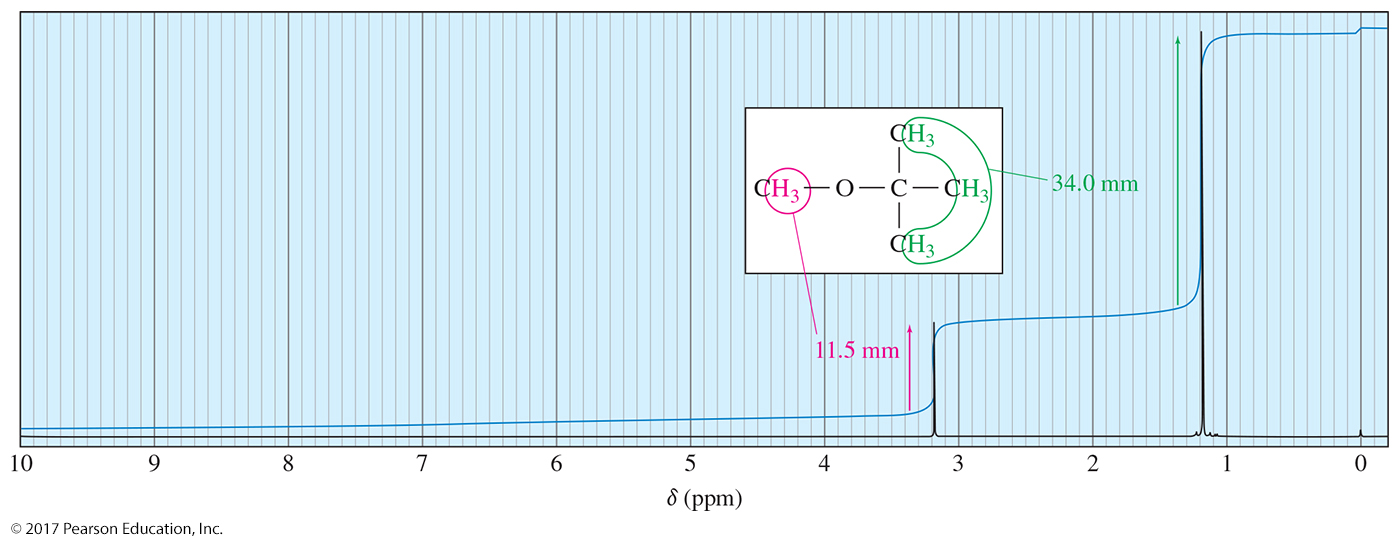 CH₃
CH₃ — O — C — CH₃
CH₃
34.0 mm
11.5 mm
10 9 8 7 6 5 4 3 2 1 0
δ (ppm)
© 2017 Pearson Education, Inc.